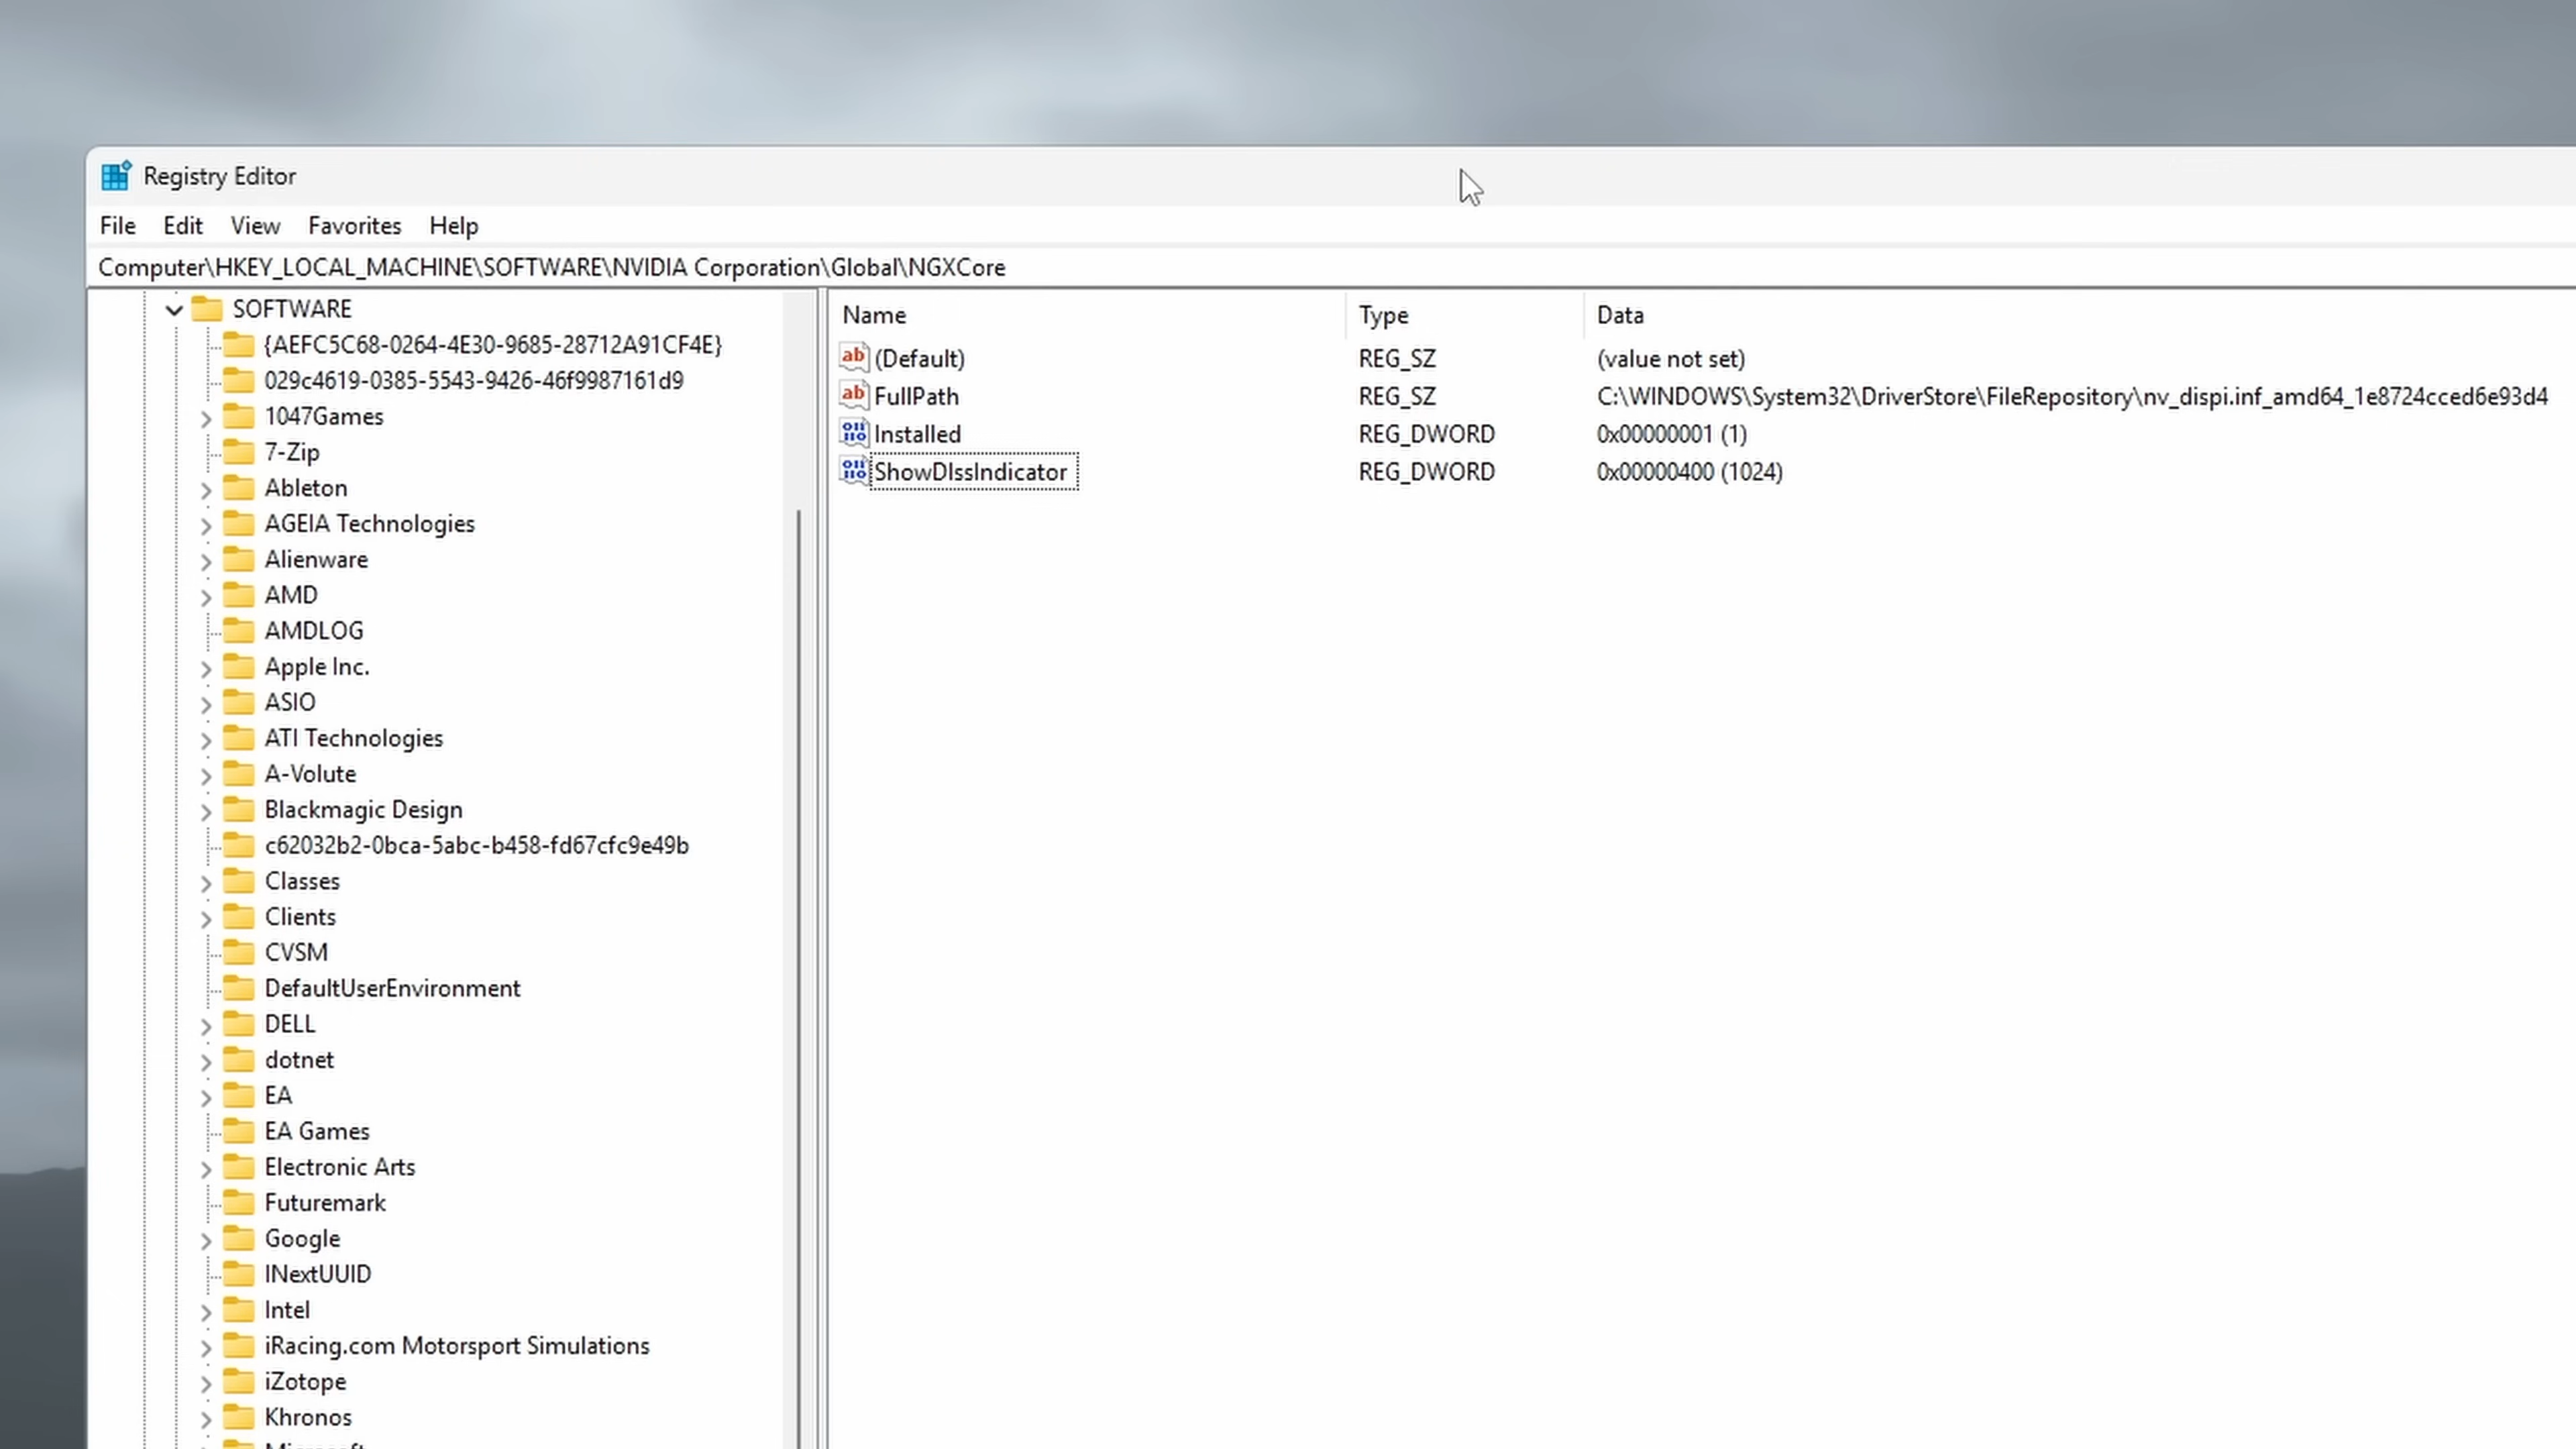 Registry Editor
File Edit View Favorites Help
Computer\HKEY_LOCAL_MACHINE\SOFTWARE\NVIDIA Corporation\Global\NGXCore
SOFTWARE
{AEFC5C68-0264-4E30-9685-28712A91CF4E}
029c4619-0385-5543-9426-46f9987161d9
1047Games
7-Zip
Ableton
AGEIA Technologies
Alienware
AMD
AMDLOG
Apple Inc.
ASIO
ATI Technologies
A-Volute
Blackmagic Design
c62032b2-0bca-5abc-b458-fd67cfc9e49b
Classes
Clients
CVSM
DefaultUserEnvironment
DELL
dotnet
EA
EA Games
Electronic Arts
Futuremark
Google
INextUUID
Intel
iRacing.com Motorsport Simulations
iZotope
Khronos
Name Type Data
(Default) REG_SZ (value not set)
FullPath REG_SZ C:\WINDOWS\System32\DriverStore\FileRepository\nv_dispi.inf_amd64_1e8724cced6e93d4
Installed REG_DWORD 0x00000001 (1)
ShowDlssIndicator REG_DWORD 0x00000400 (1024)